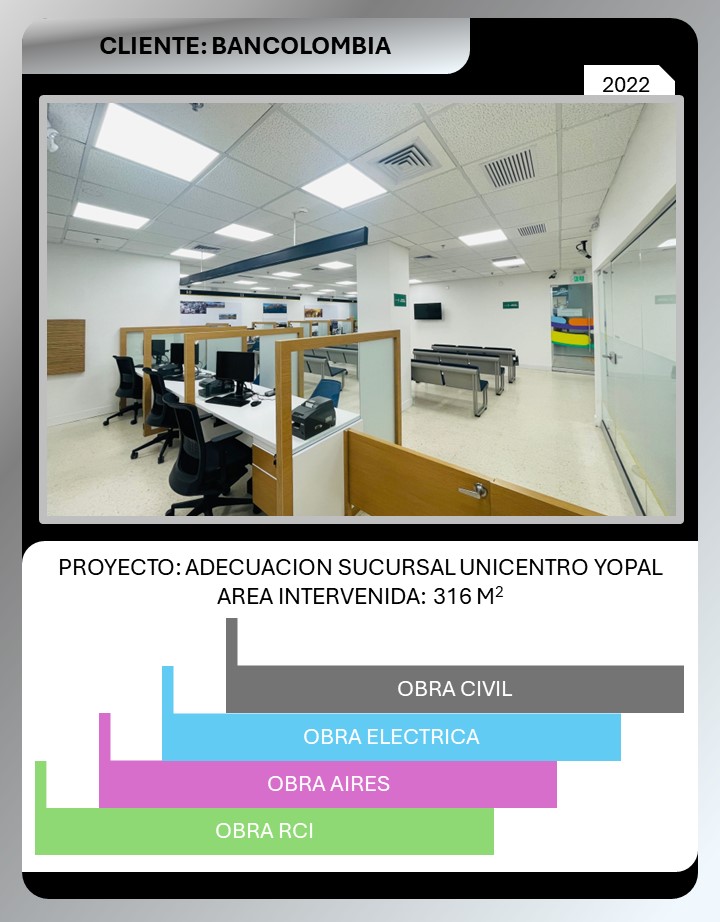 CLIENTE: BANCOLOMBIA
2022
PROYECTO: ADECUACION SUCURSAL UNICENTRO YOPAL
AREA INTERVENIDA: 316 M²
OBRA CIVIL
OBRA ELECTRICA
OBRA AIRES
OBRA RCI